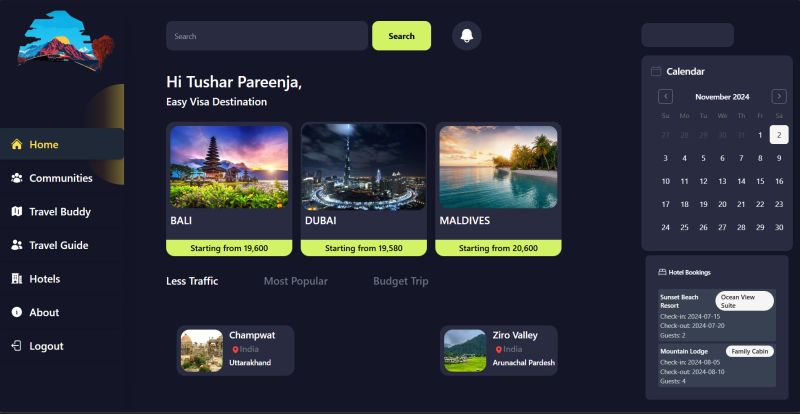 Search
Search
Hi Tushar Pareenja,
Easy Visa Destination
Home
Communities
Travel Buddy
Travel Guide
Hotels
About
Logout
BALI
DUBAI
MALDIVES
Starting from 19,600
Starting from 19,580
Starting from 20,600
Less Traffic
Most Popular
Budget Trip
Champwat
India
Uttarakhand
Ziro Valley
India
Arunachal Pardesh
Calendar
November 2024
Su Mo Tu We Th Fr Sa
27 28 29 30 31 1 2
3 4 5 6 7 8 9
10 11 12 13 14 15 16
17 18 19 20 21 22 23
24 25 26 27 28 29 30
Hotel Bookings
Sunset Beach
Resort
Ocean View
Suite
Check-in: 2024-07-15
Check-out: 2024-07-20
Guests: 2
Mountain Lodge
Family Cabin
Check-in: 2024-08-05
Check-out: 2024-08-10
Guests: 4